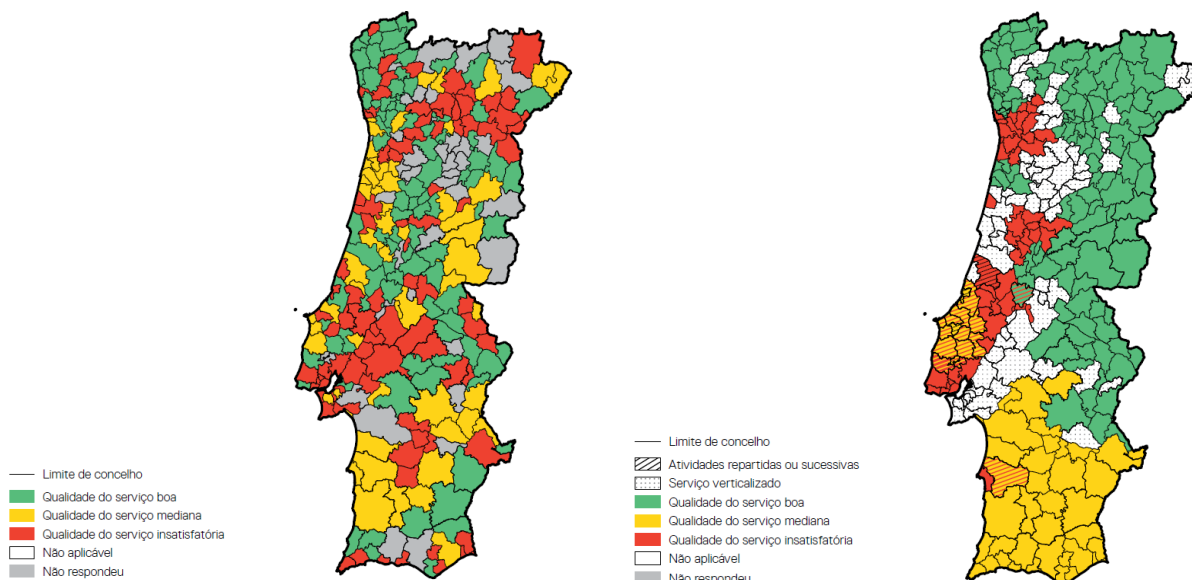 Limite de concelho
Qualidade do serviço boa
Qualidade do serviço mediana
Qualidade do serviço insatisfatória
Não aplicável
Não respondeu
Limite de concelho
Atividades repartidas ou sucessivas
Serviço verticalizado
Qualidade do serviço boa
Qualidade do serviço mediana
Qualidade do serviço insatisfatória
Não aplicável
Não respondeu